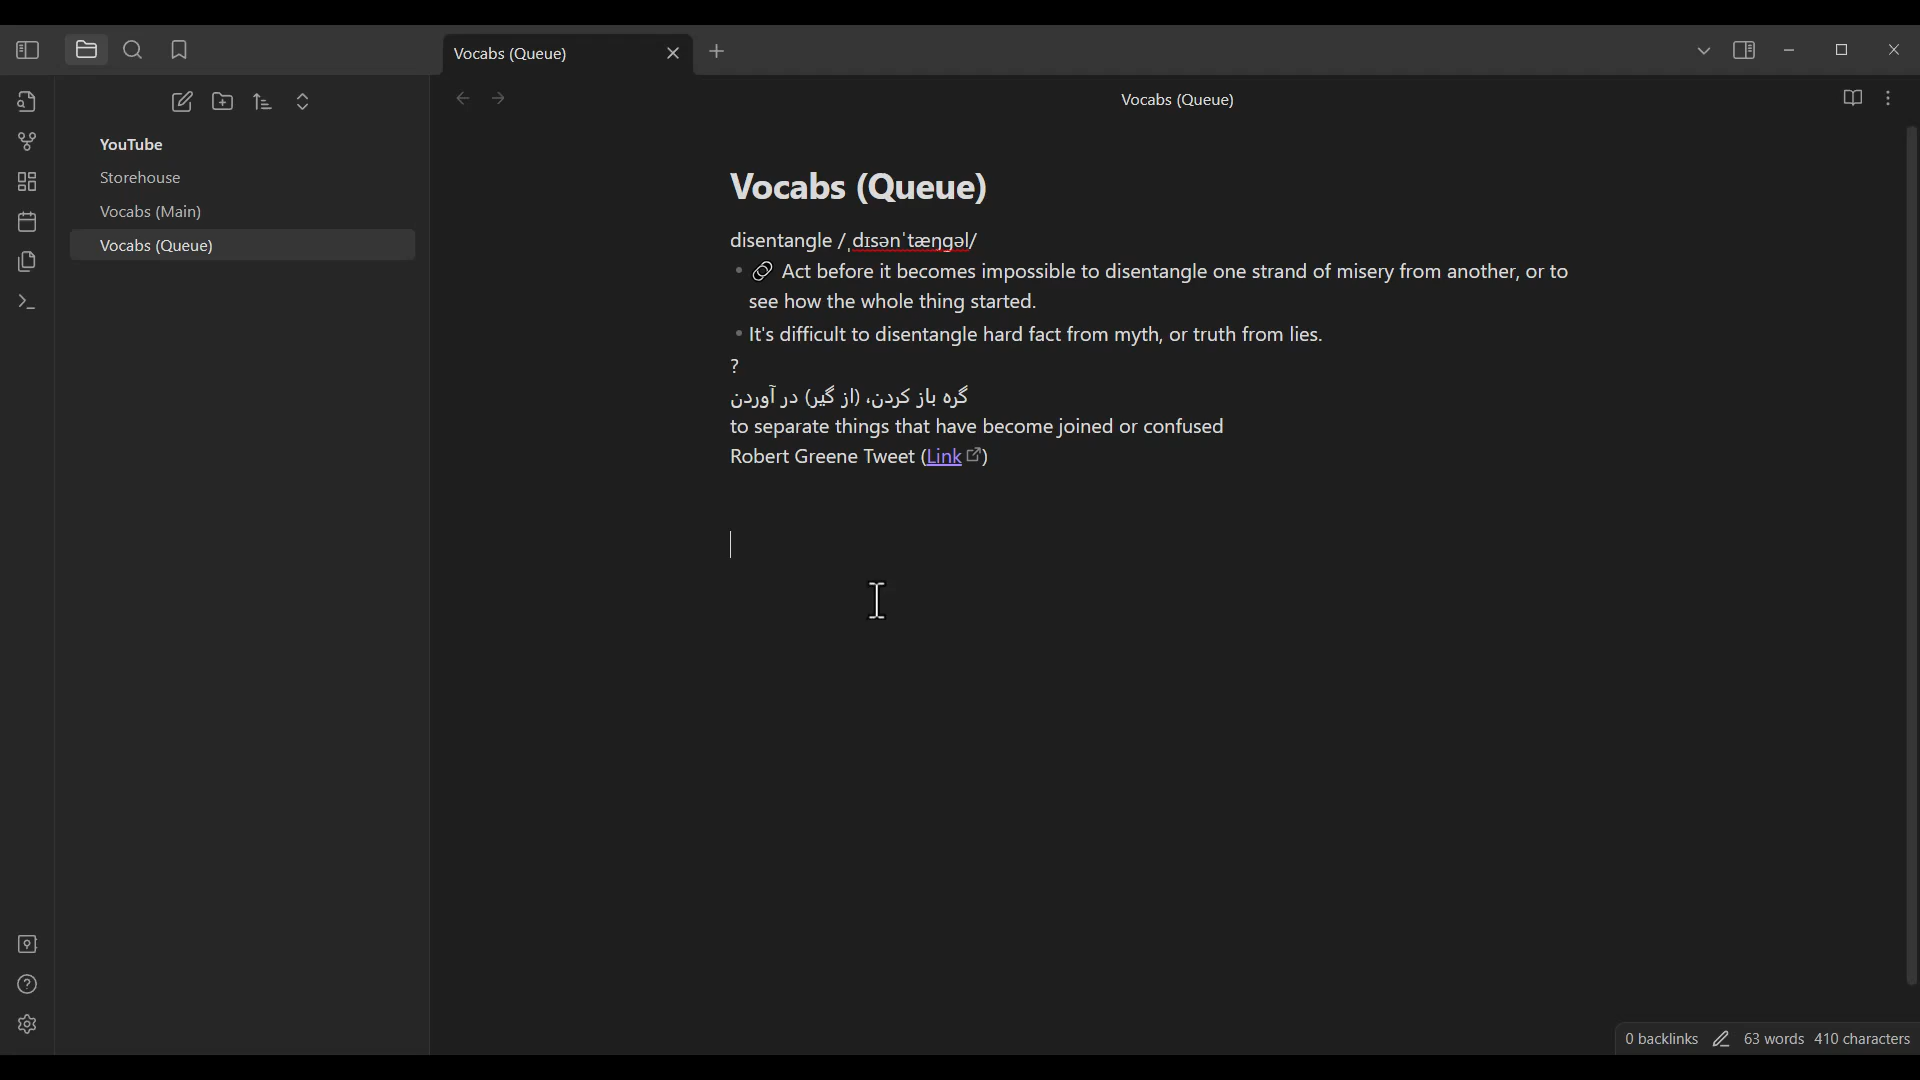 Vocabs (Queue)
YouTube
Storehouse
Vocabs (Main)
Vocabs (Queue)
Vocabs (Queue)
Vocabs (Queue)
disentangle /ˌdɪsənˈtæŋɡəl/
Act before it becomes impossible to disentangle one strand of misery from another, or to
see how the whole thing started.
It's difficult to disentangle hard fact from myth, or truth from lies.
?
گره باز کردن، (از گیر) در آوردن
to separate things that have become joined or confused
Robert Greene Tweet (Link)
0 backlinks 63 words 410 characters